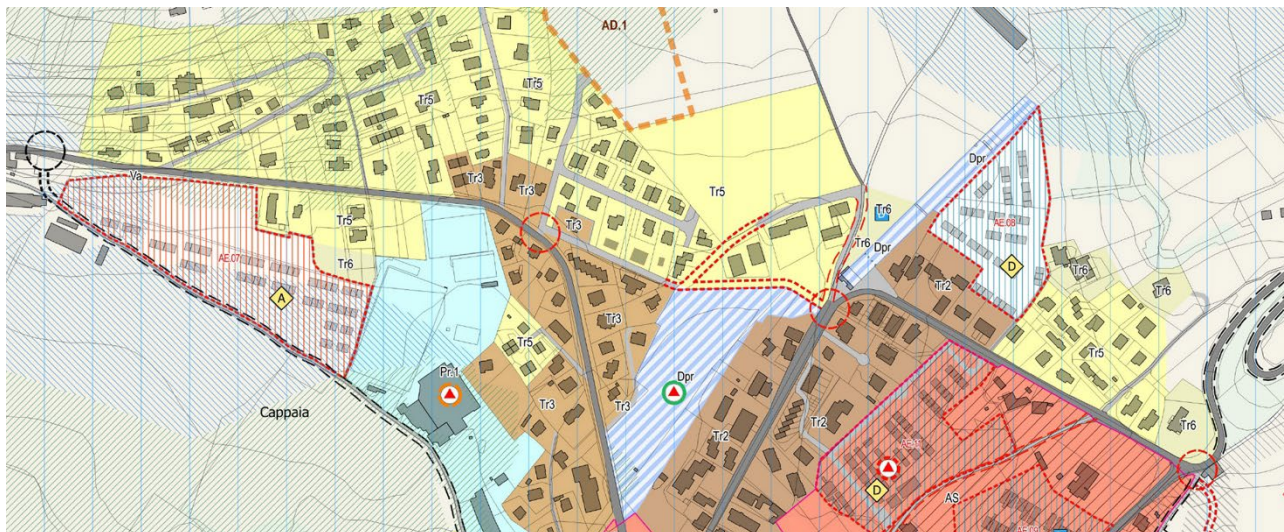 AD.1
Tr5
Tr5
Dpr
Va
Tr3
Tr3
Tr5
Tr5
Tr3
Tr6
AE.08
Tr6
Dpr
AE.07
Tr6
D
Tr6
Tr2
Tr6
A
Tr3
Tr5
Tr5
Pr.1
Dpr
Cappaia
Tr3
Tr3
Tr2
Tr2
Tr6
AE.11
D
AS